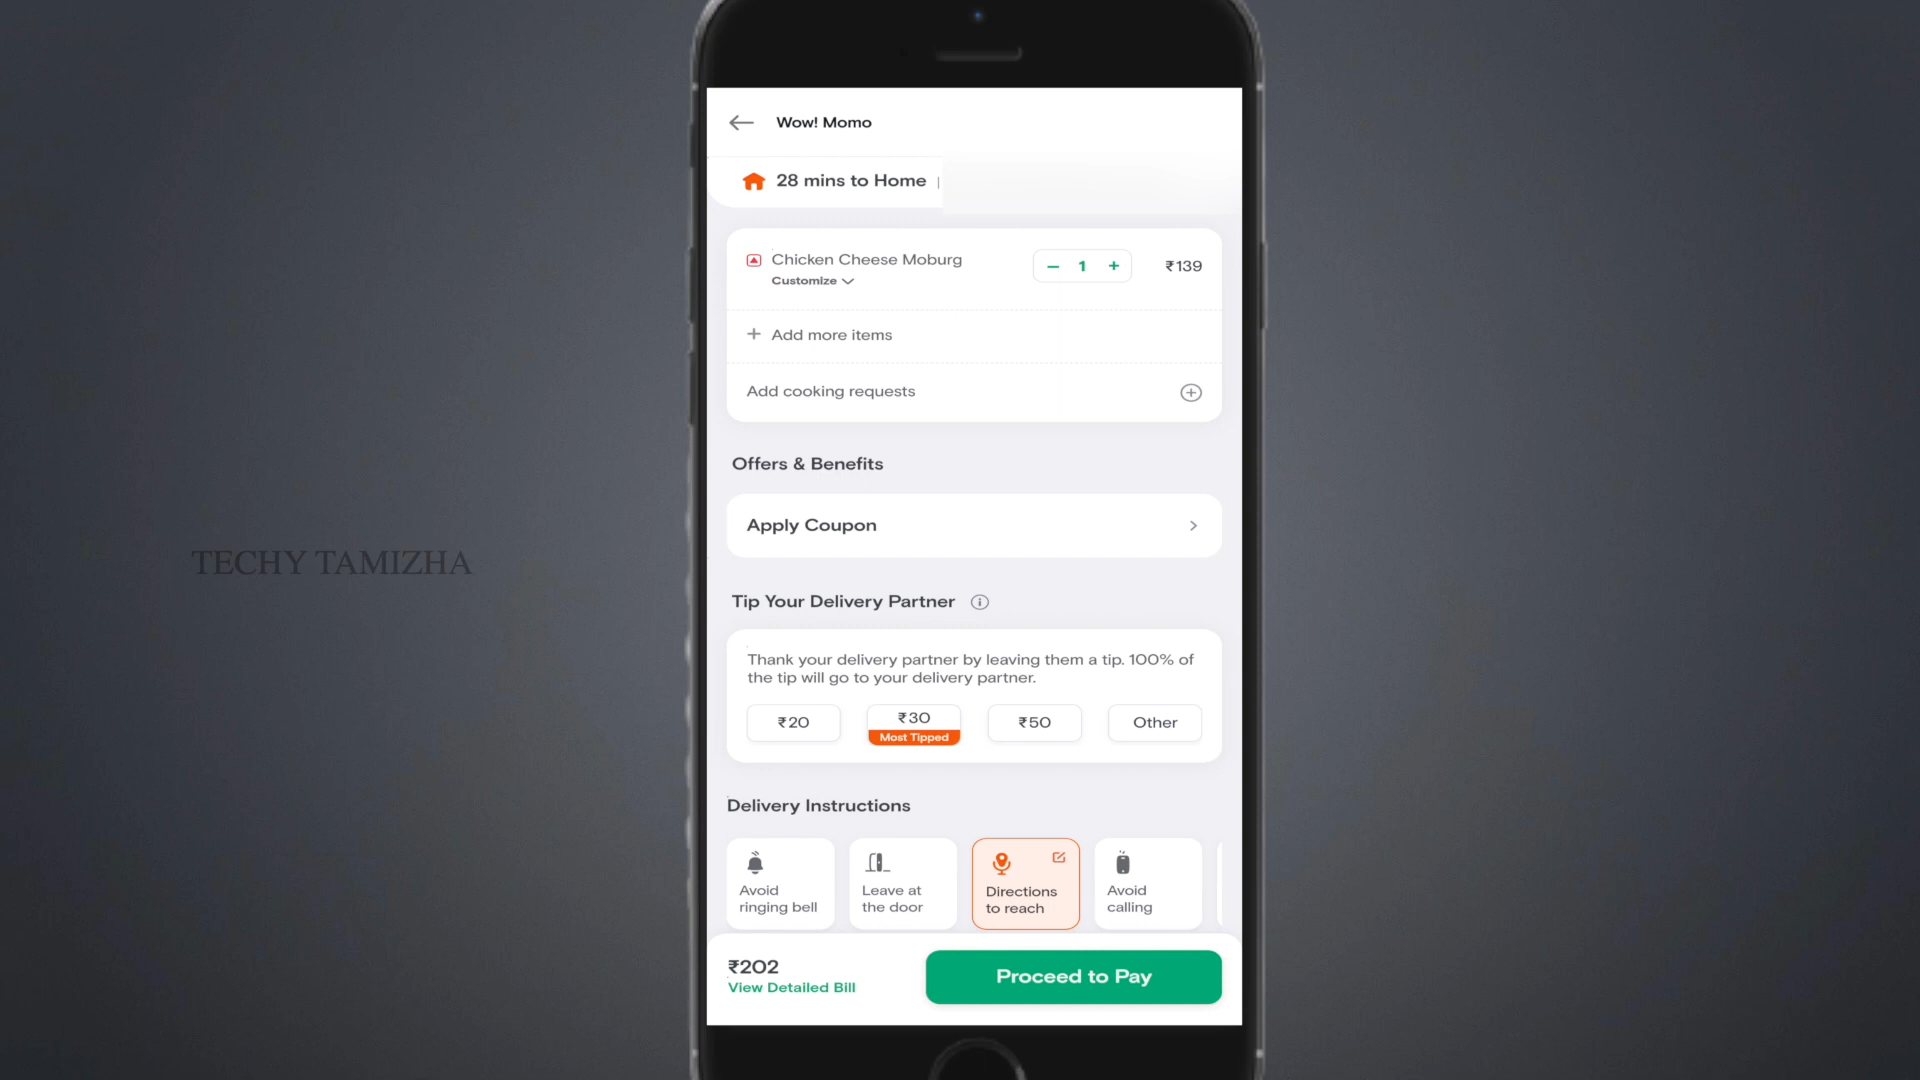 Wow! Momo
28 mins to Home |
Chicken Cheese Moburg
Customize
− 1 +
₹139
+ Add more items
Add cooking requests
Offers & Benefits
Apply Coupon
TECHY TAMIZHA
Tip Your Delivery Partner
Thank your delivery partner by leaving them a tip. 100% of
the tip will go to your delivery partner.
₹20
₹30
Most Tipped
₹50
Other
Delivery Instructions
Avoid
ringing bell
Leave at
the door
Directions
to reach
Avoid
calling
₹202
View Detailed Bill
Proceed to Pay